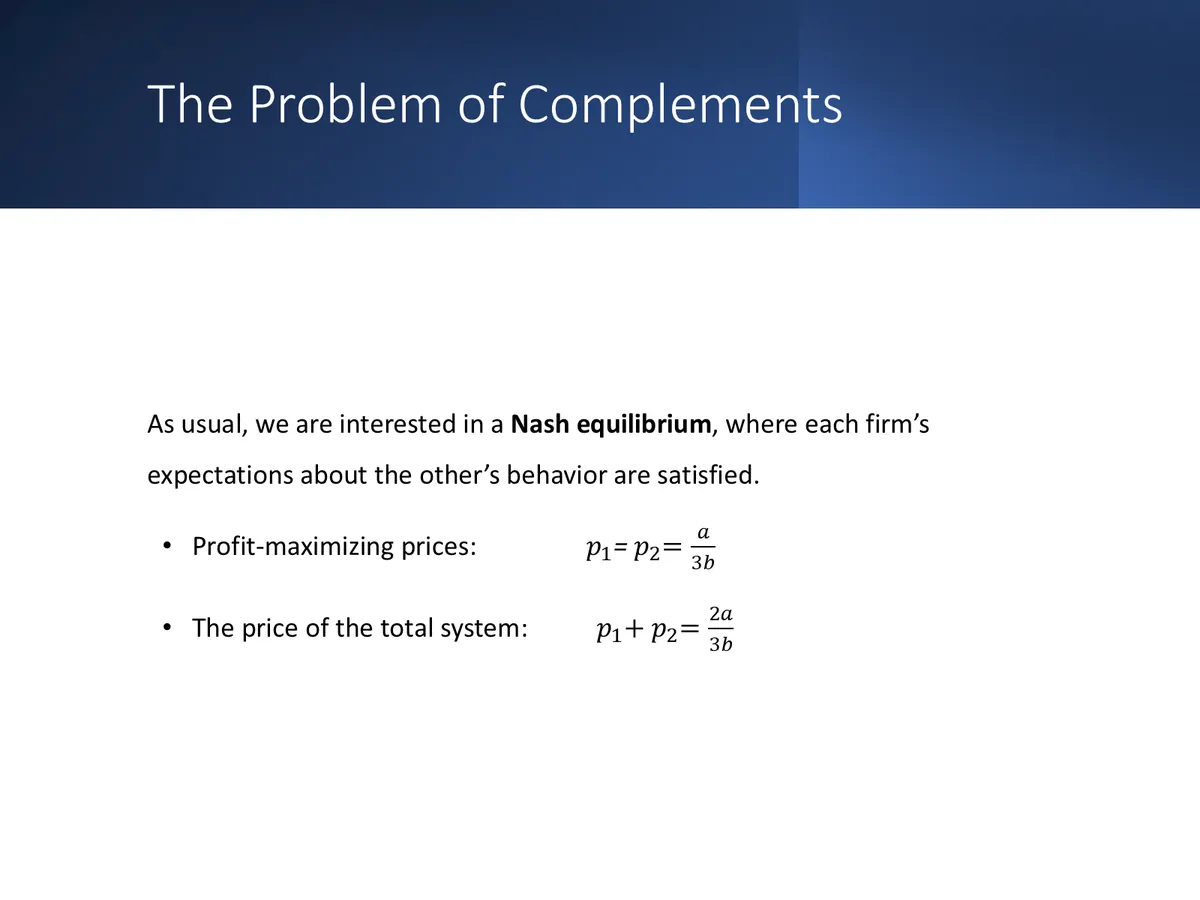 The Problem of Complements
As usual, we are interested in a Nash equilibrium, where each firm’s
expectations about the other’s behavior are satisfied.
• Profit-maximizing prices: p₁= p₂= a/3b
• The price of the total system: p₁+ p₂= 2a/3b